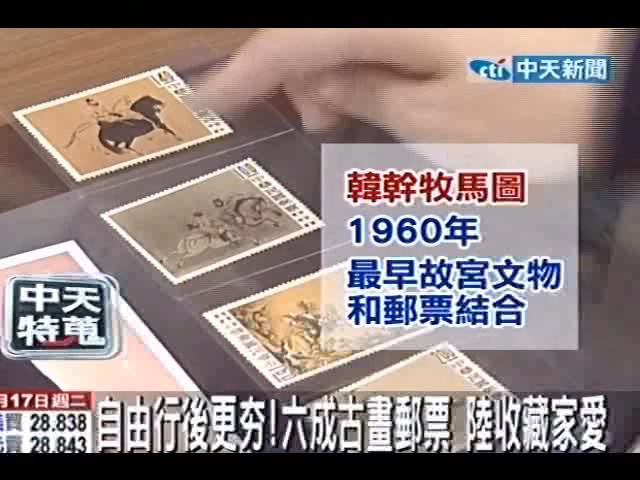 cti 中天新聞
韓幹牧馬圖
1960年
最早故宮文物
和郵票結合
中天
特蒐
月17日週二
買 28.838
賣 28.843
自由行後更夯!六成古畫郵票 陸收藏家愛